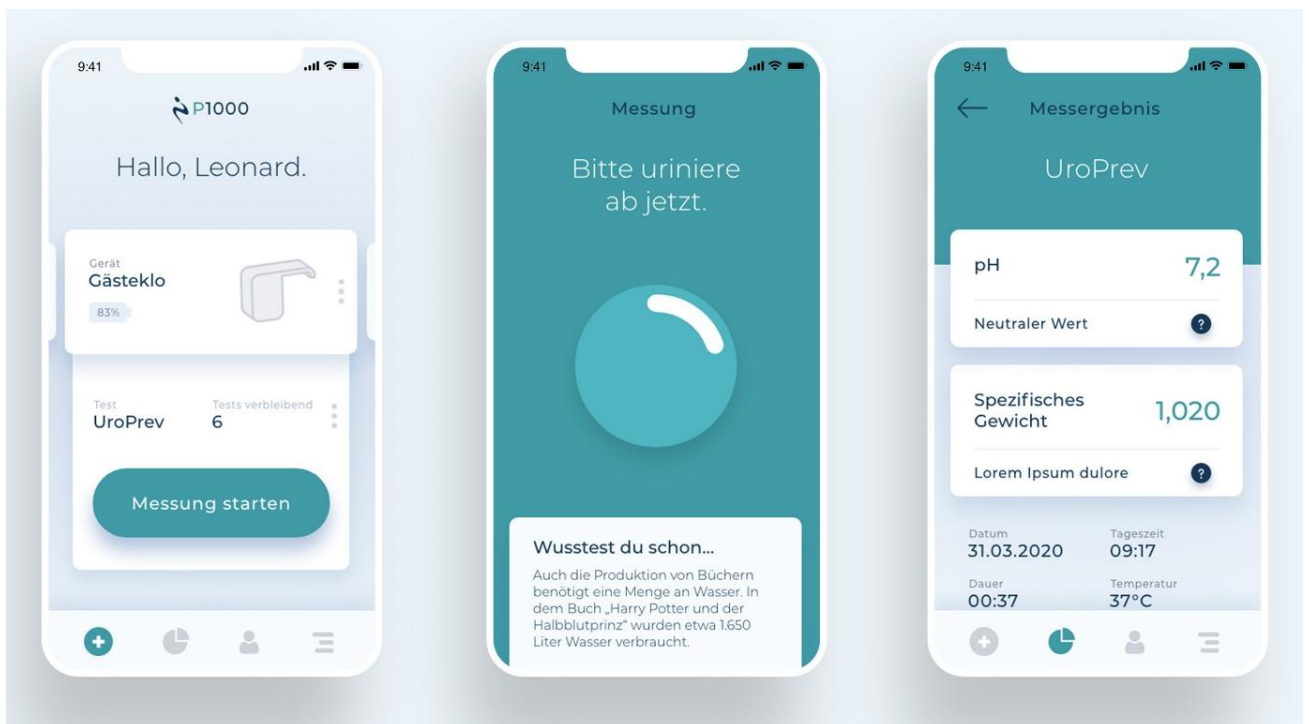 9:41
P1000
Hallo, Leonard.
Gerät
Gästeklo
83%
Test
UroPrev
Tests verbleibend
6
Messung starten
9:41
Messung
Bitte uriniere
ab jetzt.
Wusstest du schon...
Auch die Produktion von Büchern
benötigt eine Menge an Wasser. In
dem Buch „Harry Potter und der
Halbblutprinz“ wurden etwa 1.650
Liter Wasser verbraucht.
9:41
Messergebnis
UroPrev
pH
7,2
Neutraler Wert
?
Spezifisches
Gewicht
1,020
Lorem Ipsum dulore
?
Datum
31.03.2020
Tageszeit
09:17
Dauer
00:37
Temperatur
37°C